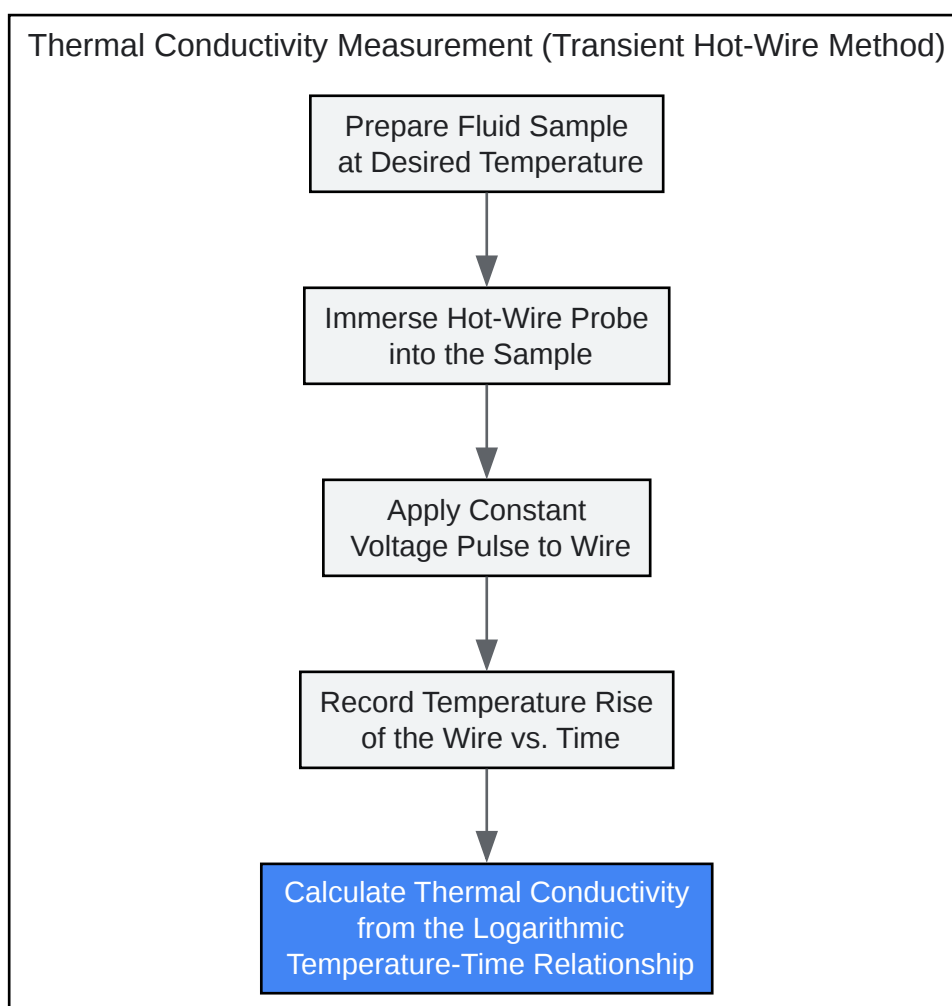 Thermal Conductivity Measurement (Transient Hot-Wire Method)
Prepare Fluid Sample
at Desired Temperature
Immerse Hot-Wire Probe
into the Sample
Apply Constant
Voltage Pulse to Wire
Record Temperature Rise
of the Wire vs. Time
Calculate Thermal Conductivity
from the Logarithmic
Temperature-Time Relationship